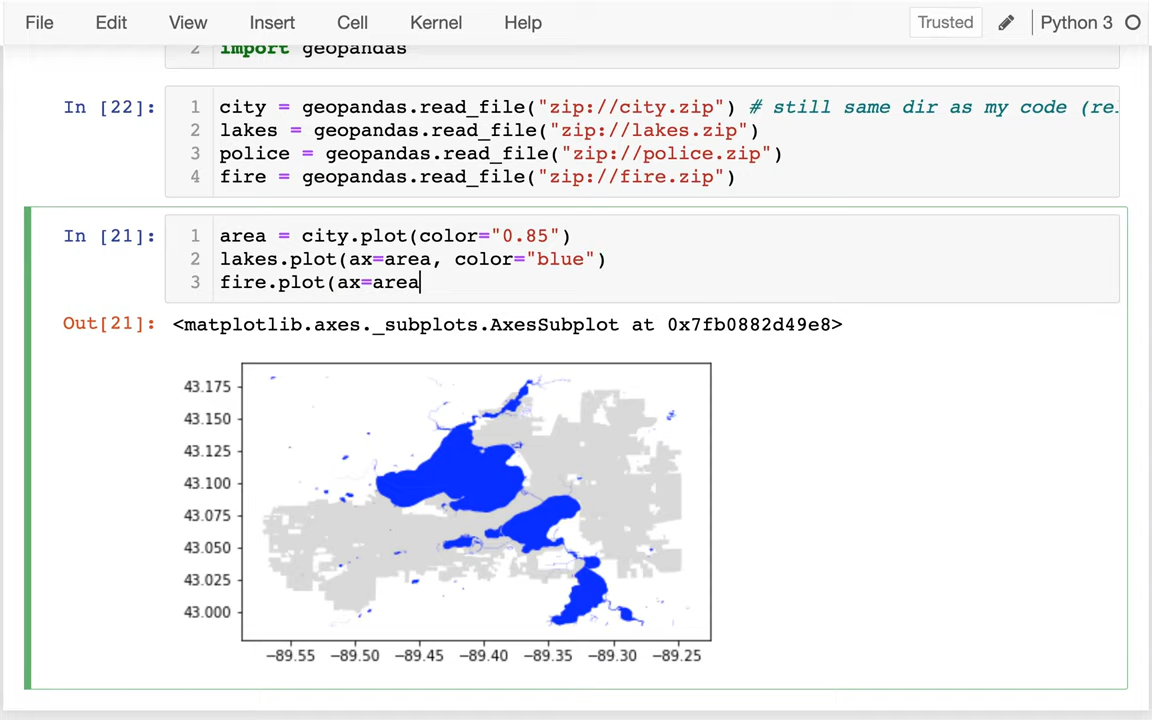 File Edit View Insert Cell Kernel Help Trusted Python 3
2 import geopandas
In [22]:
1 city = geopandas.read_file("zip://city.zip") # still same dir as my code (re
2 lakes = geopandas.read_file("zip://lakes.zip")
3 police = geopandas.read_file("zip://police.zip")
4 fire = geopandas.read_file("zip://fire.zip")
In [21]:
1 area = city.plot(color="0.85")
2 lakes.plot(ax=area, color="blue")
3 fire.plot(ax=area
Out[21]: <matplotlib.axes._subplots.AxesSubplot at 0x7fb0882d49e8>
43.175
43.150
43.125
43.100
43.075
43.050
43.025
43.000
−89.55 −89.50 −89.45 −89.40 −89.35 −89.30 −89.25